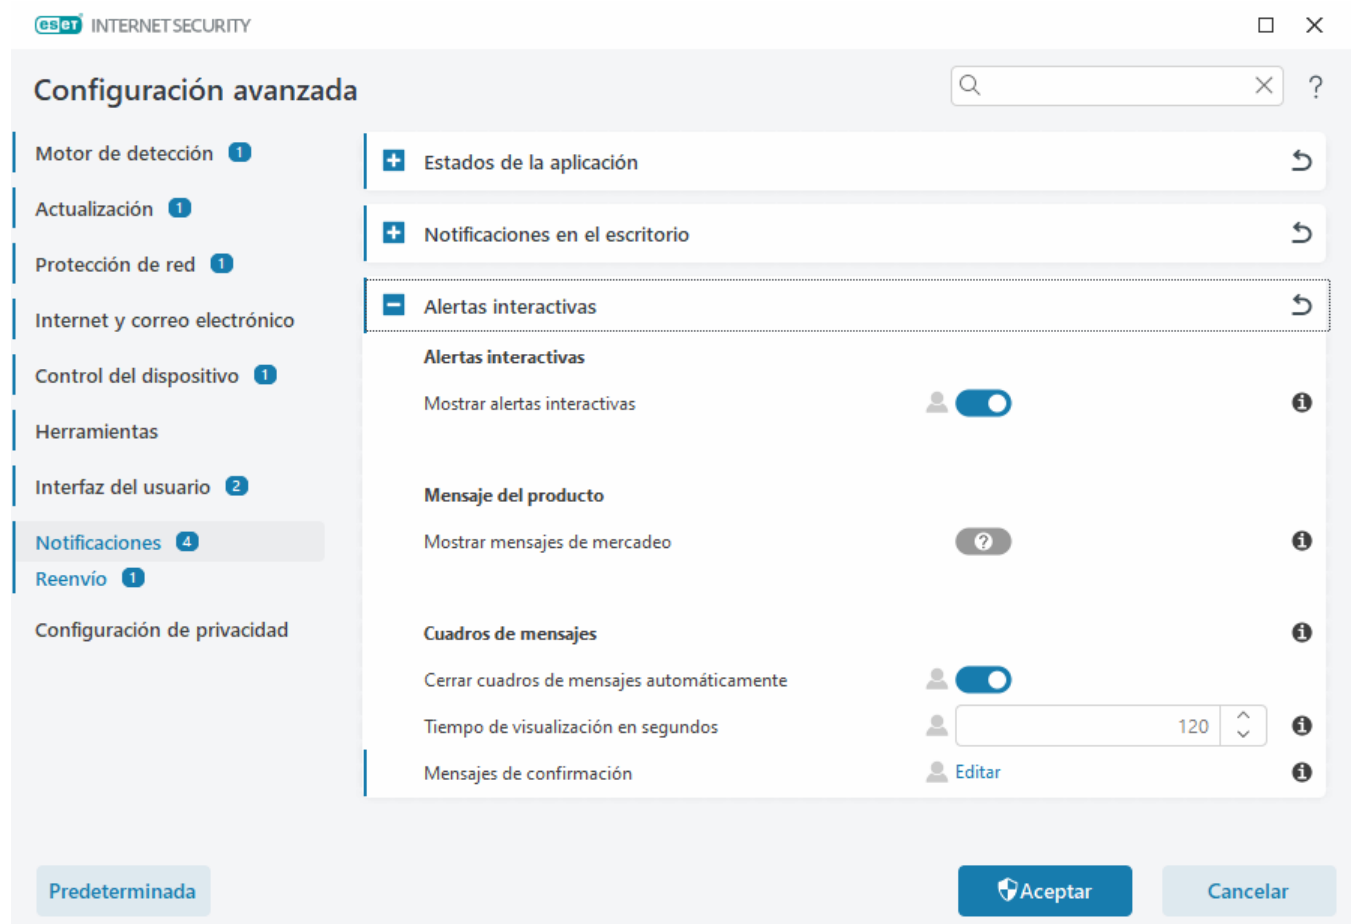 eset INTERNET SECURITY
Configuración avanzada
?
Motor de detección 1
Actualización 1
Protección de red 1
Internet y correo electrónico
Control del dispositivo 1
Herramientas
Interfaz del usuario 2
Notificaciones 4
Reenvío 1
Configuración de privacidad
Estados de la aplicación
Notificaciones en el escritorio
Alertas interactivas
Alertas interactivas
Mostrar alertas interactivas
Mensaje del producto
Mostrar mensajes de mercadeo
Cuadros de mensajes
Cerrar cuadros de mensajes automáticamente
Tiempo de visualización en segundos 120
Mensajes de confirmación Editar
Predeterminada
Aceptar
Cancelar